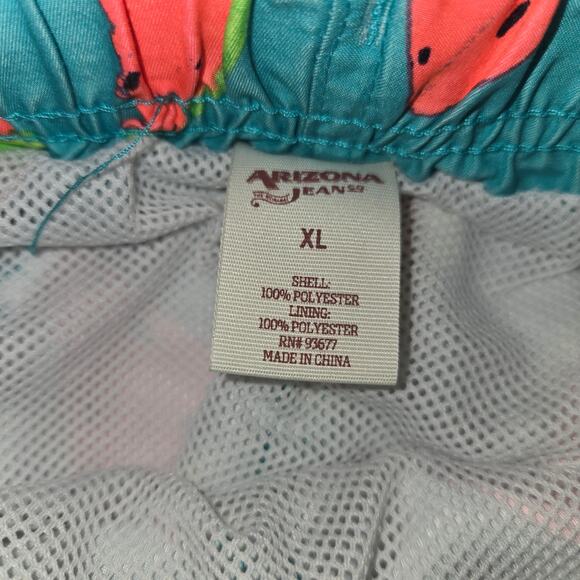 ARIZONA
JEAN CO
XL
SHELL:
100% POLYESTER
LINING:
100% POLYESTER
RN# 93677
MADE IN CHINA